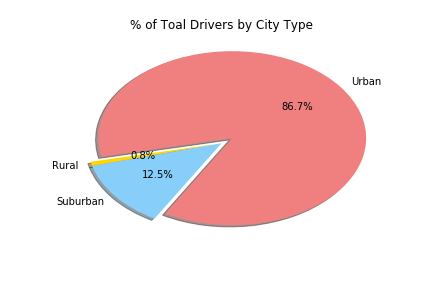 % of Toal Drivers by City Type
Urban
86.7%
Rural
0.8%
12.5%
Suburban